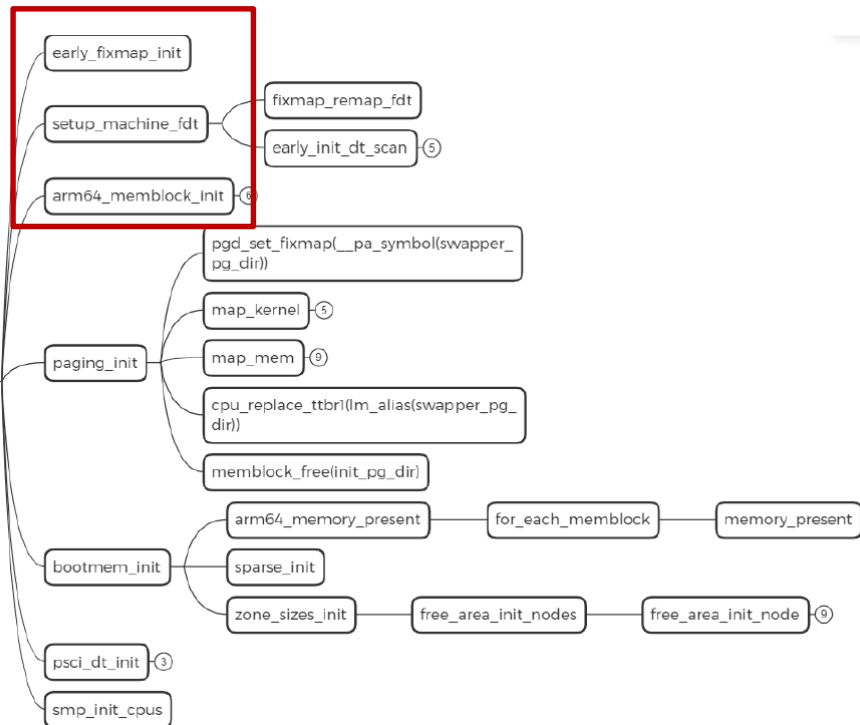 early_fixmap_init
setup_machine_fdt
fixmap_remap_fdt
early_init_dt_scan
5
arm64_memblock_init
6
paging_init
pgd_set_fixmap(__pa_symbol(swapper_
pg_dir))
map_kernel
5
map_mem
9
cpu_replace_ttbr1(lm_alias(swapper_pg_
dir))
memblock_free(init_pg_dir)
bootmem_init
arm64_memory_present
for_each_memblock
memory_present
sparse_init
zone_sizes_init
free_area_init_nodes
free_area_init_node
9
psci_dt_init
3
smp_init_cpus